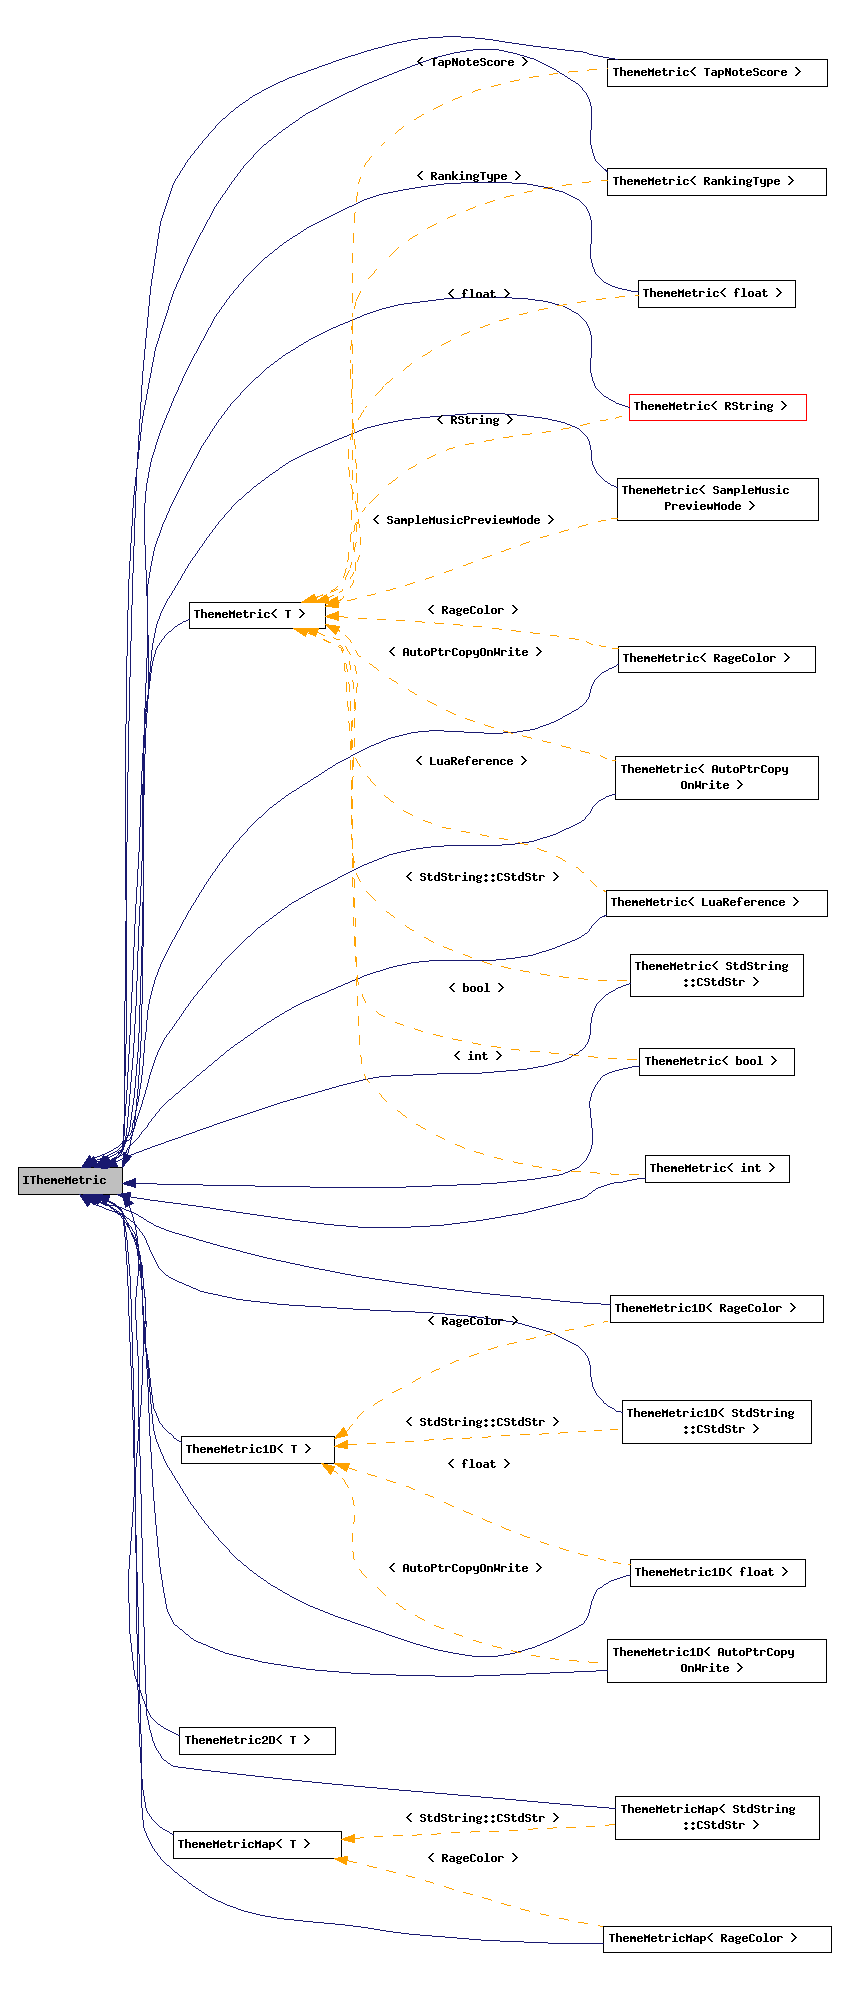 < TapNoteScore >
ThemeMetric< TapNoteScore >
< RankingType >
ThemeMetric< RankingType >
< float >
ThemeMetric< float >
< RString >
ThemeMetric< RString >
ThemeMetric< SampleMusic
PreviewMode >
< SampleMusicPreviewMode >
ThemeMetric< T >
< RageColor >
< AutoPtrCopyOnWrite >
ThemeMetric< RageColor >
< LuaReference >
ThemeMetric< AutoPtrCopy
OnWrite >
< StdString::CStdStr >
ThemeMetric< LuaReference >
ThemeMetric< StdString
::CStdStr >
< bool >
< int >
ThemeMetric< bool >
IThemeMetric
ThemeMetric< int >
ThemeMetric1D< RageColor >
< RageColor >
ThemeMetric1D< StdString
::CStdStr >
< StdString::CStdStr >
ThemeMetric1D< T >
< float >
< AutoPtrCopyOnWrite >
ThemeMetric1D< float >
ThemeMetric1D< AutoPtrCopy
OnWrite >
ThemeMetric2D< T >
ThemeMetricMap< StdString
::CStdStr >
< StdString::CStdStr >
ThemeMetricMap< T >
< RageColor >
ThemeMetricMap< RageColor >